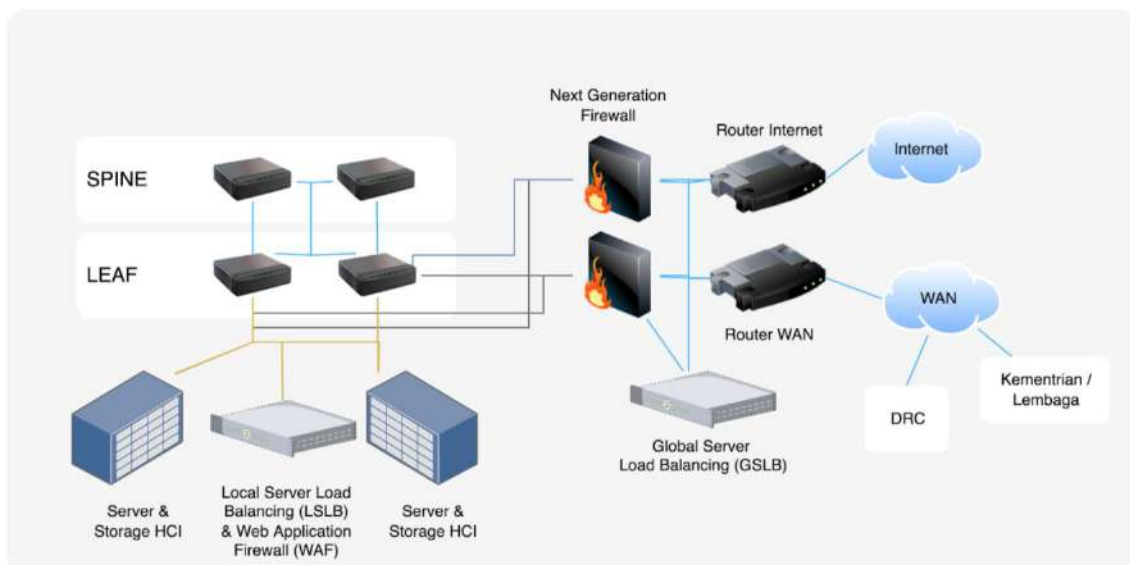 Next Generation
Firewall
Router Internet
Internet
SPINE
LEAF
WAN
Router WAN
Kementrian /
Lembaga
DRC
Global Server
Load Balancing (GSLB)
Server &
Storage HCI
Local Server Load
Balancing (LSLB)
& Web Application
Firewall (WAF)
Server &
Storage HCI